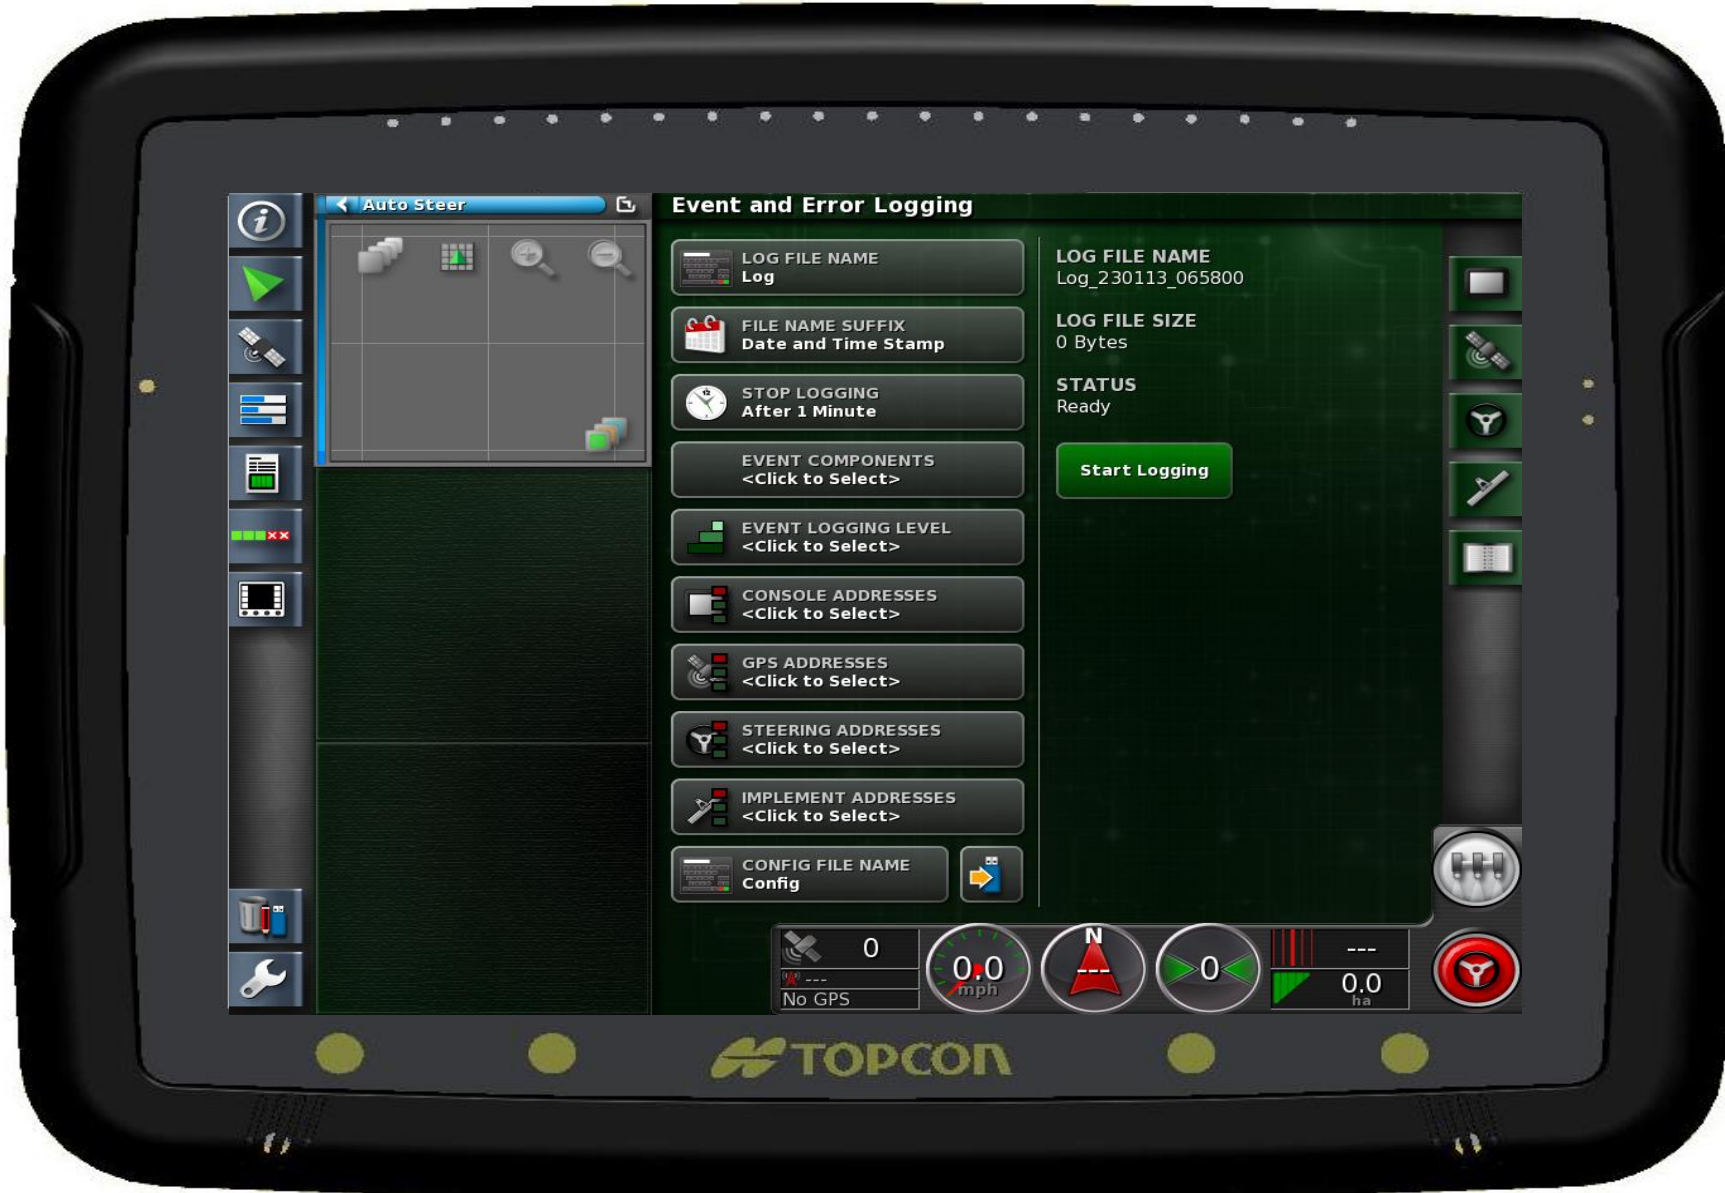 Auto Steer
Event and Error Logging
LOG FILE NAME
Log
FILE NAME SUFFIX
Date and Time Stamp
STOP LOGGING
After 1 Minute
EVENT COMPONENTS
<Click to Select>
EVENT LOGGING LEVEL
<Click to Select>
CONSOLE ADDRESSES
<Click to Select>
GPS ADDRESSES
<Click to Select>
STEERING ADDRESSES
<Click to Select>
IMPLEMENT ADDRESSES
<Click to Select>
CONFIG FILE NAME
Config
LOG FILE NAME
Log_230113_065800
LOG FILE SIZE
0 Bytes
STATUS
Ready
Start Logging
0
---
No GPS
0.0
mph
N
---
0
---
0.0
ha
TOPCON